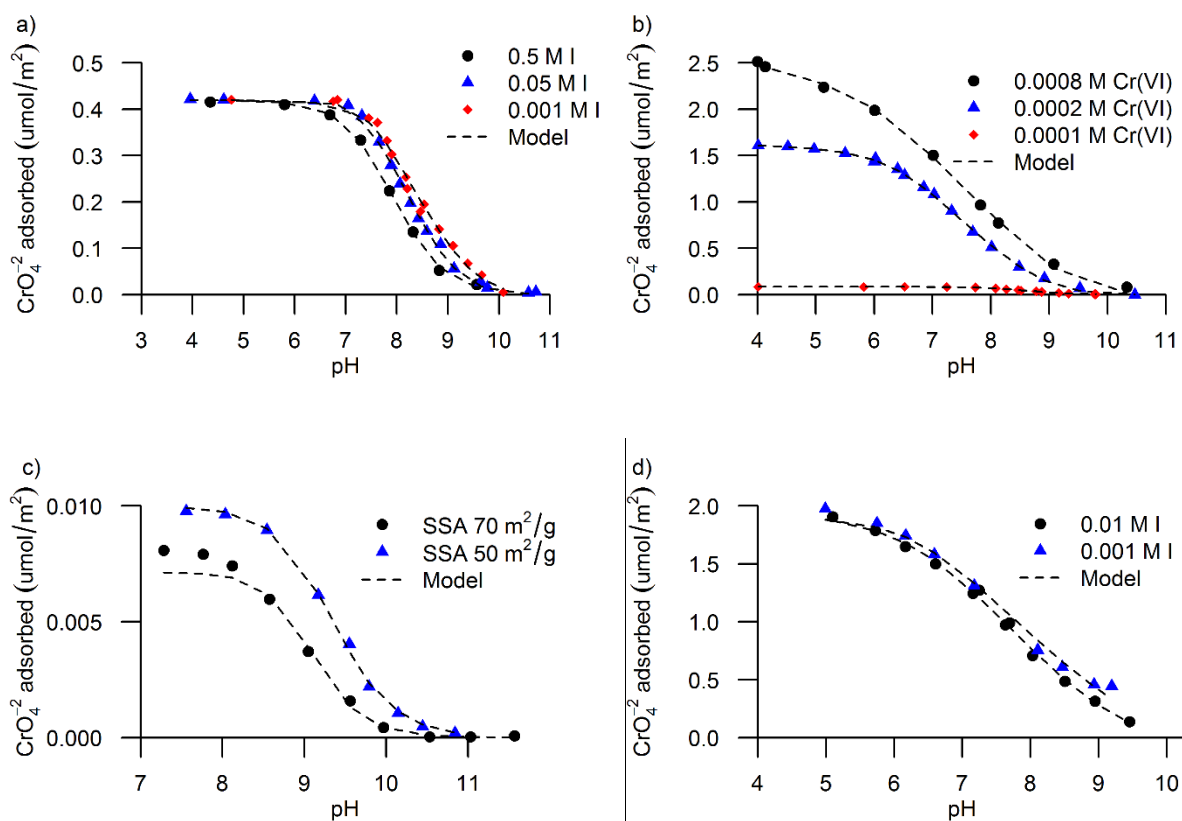 a)
CrO₄⁻² adsorbed (umol/m²)
0.5
0.4
0.3
0.2
0.1
0.0
3 4 5 6 7 8 9 10 11
pH
0.5 M I
0.05 M I
0.001 M I
Model
b)
CrO₄⁻² adsorbed (umol/m²)
2.5
2.0
1.5
1.0
0.5
0.0
4 5 6 7 8 9 10 11
pH
0.0008 M Cr(VI)
0.0002 M Cr(VI)
0.0001 M Cr(VI)
Model
c)
CrO₄⁻² adsorbed (umol/m²)
0.010
0.005
0.000
7 8 9 10 11
pH
SSA 70 m²/g
SSA 50 m²/g
Model
d)
CrO₄⁻² adsorbed (umol/m²)
2.0
1.5
1.0
0.5
0.0
4 5 6 7 8 9 10
pH
0.01 M I
0.001 M I
Model